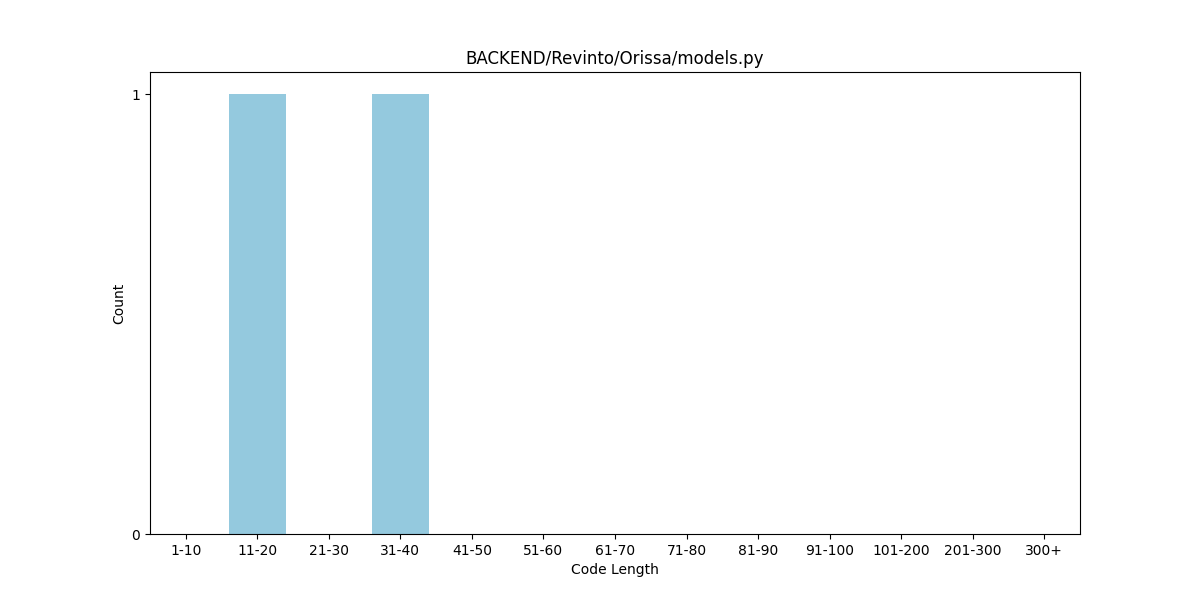 BACKEND/Revinto/Orissa/models.py
1
Count
0
1-10 11-20 21-30 31-40 41-50 51-60 61-70 71-80 81-90 91-100 101-200 201-300 300+
Code Length